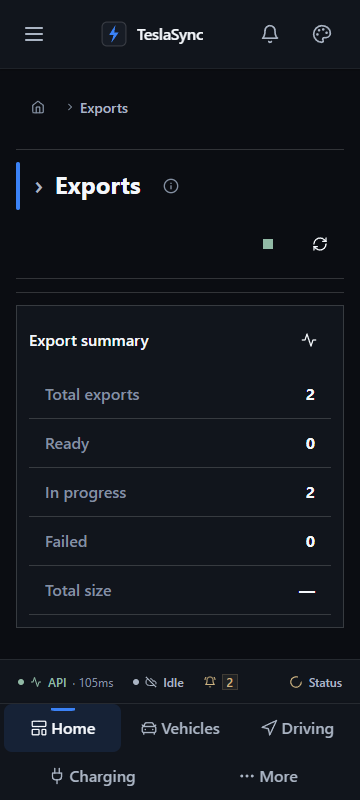 TeslaSync
Exports
Exports
Export summary
Total exports 2
Ready 0
In progress 2
Failed 0
Total size —
API · 105ms Idle 2 Status
Home Vehicles Driving
Charging More